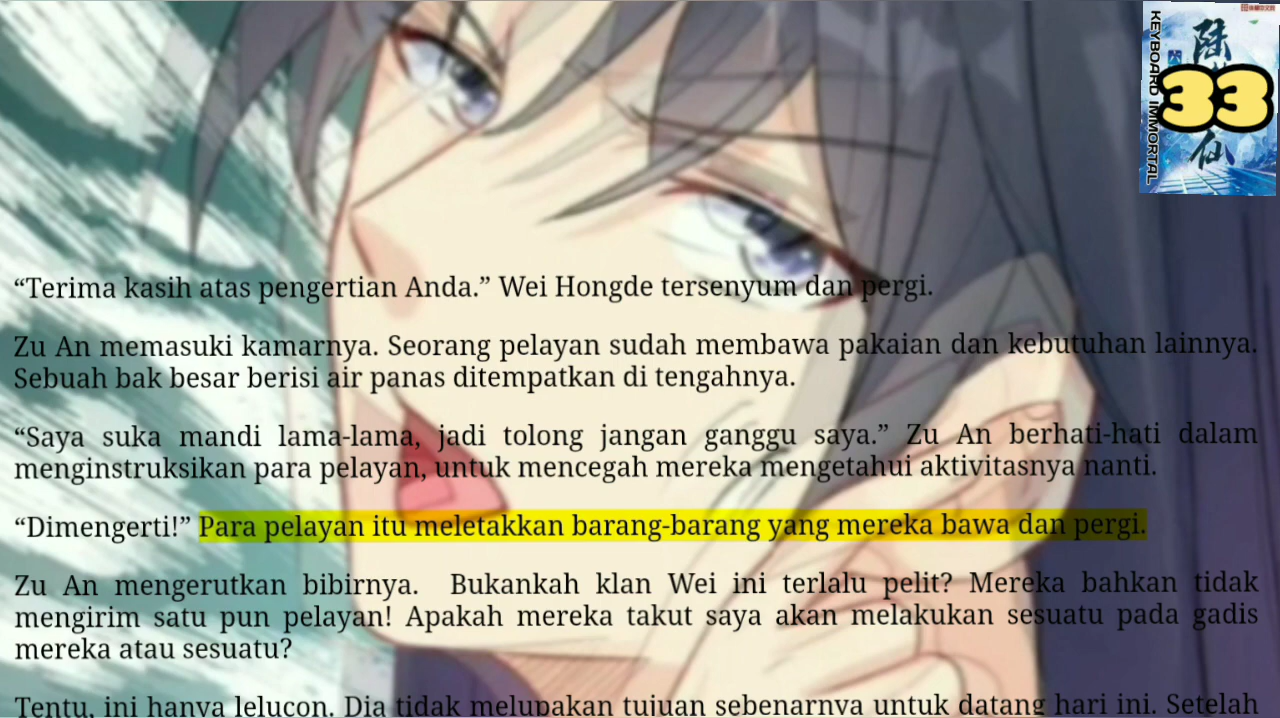 “Terima kasih atas pengertian Anda.” Wei Hongde tersenyum dan pergi.
Zu An memasuki kamarnya. Seorang pelayan sudah membawa pakaian dan kebutuhan lainnya.
Sebuah bak besar berisi air panas ditempatkan di tengahnya.
“Saya suka mandi lama-lama, jadi tolong jangan ganggu saya.” Zu An berhati-hati dalam
menginstruksikan para pelayan, untuk mencegah mereka mengetahui aktivitasnya nanti.
“Dimengerti!” Para pelayan itu meletakkan barang-barang yang mereka bawa dan pergi.
Zu An mengerutkan bibirnya.  Bukankah klan Wei ini terlalu pelit? Mereka bahkan tidak
mengirim satu pun pelayan! Apakah mereka takut saya akan melakukan sesuatu pada gadis
mereka atau sesuatu?
Tentu, ini hanya lelucon. Dia tidak melupakan tujuan sebenarnya untuk datang hari ini. Setelah
KEYBOARD IMMORTAL
陆
仙
33